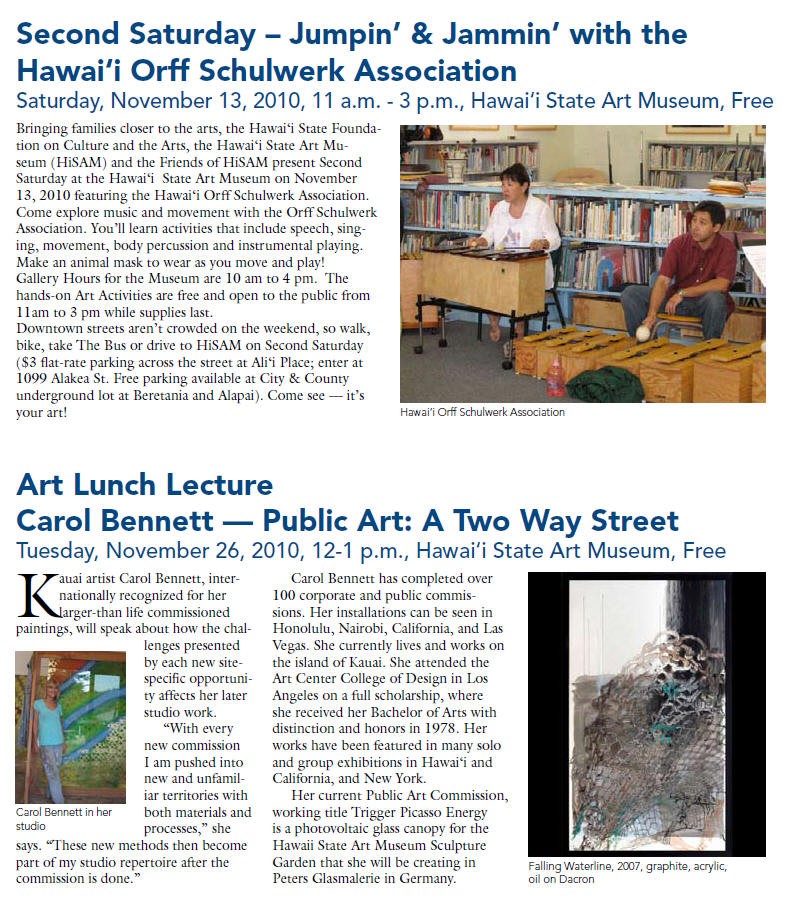 Second Saturday – Jumpin’ & Jammin’ with the
Hawai‘i Orff Schulwerk Association
Saturday, November 13, 2010, 11 a.m. - 3 p.m., Hawai‘i State Art Museum, Free
Bringing families closer to the arts, the Hawai‘i State Founda-
tion on Culture and the Arts, the Hawai‘i State Art Mu-
seum (HiSAM) and the Friends of HiSAM present Second
Saturday at the Hawai‘i State Art Museum on November
13, 2010 featuring the Hawai‘i Orff Schulwerk Association.
Come explore music and movement with the Orff Schulwerk
Association. You’ll learn activities that include speech, sing-
ing, movement, body percussion and instrumental playing.
Make an animal mask to wear as you move and play!
Gallery Hours for the Museum are 10 am to 4 pm. The
hands-on Art Activities are free and open to the public from
11am to 3 pm while supplies last.
Downtown streets aren’t crowded on the weekend, so walk,
bike, take The Bus or drive to HiSAM on Second Saturday
($3 flat-rate parking across the street at Ali‘i Place; enter at
1099 Alakea St. Free parking available at City & County
underground lot at Beretania and Alapai). Come see — it’s
your art!
Hawai‘i Orff Schulwerk Association
Art Lunch Lecture
Carol Bennett — Public Art: A Two Way Street
Tuesday, November 26, 2010, 12-1 p.m., Hawai‘i State Art Museum, Free
Kauai artist Carol Bennett, inter-
nationally recognized for her
larger-than life commissioned
paintings, will speak about how the chal-
lenges presented
by each new site-
specific opportuni-
ty affects her later
studio work.
“With every
new commission
I am pushed into
new and unfamil-
iar territories with
both materials and
processes,” she
says. “These new methods then become
part of my studio repertoire after the
commission is done.”
Carol Bennett in her
studio
Carol Bennett has completed over
100 corporate and public commis-
sions. Her installations can be seen in
Honolulu, Nairobi, California, and Las
Vegas. She currently lives and works on
the island of Kauai. She attended the
Art Center College of Design in Los
Angeles on a full scholarship, where
she received her Bachelor of Arts with
distinction and honors in 1978. Her
works have been featured in many solo
and group exhibitions in Hawai‘i and
California, and New York.
Her current Public Art Commission,
working title Trigger Picasso Energy
is a photovoltaic glass canopy for the
Hawaii State Art Museum Sculpture
Garden that she will be creating in
Peters Glasmalerie in Germany.
Falling Waterline, 2007, graphite, acrylic,
oil on Dacron